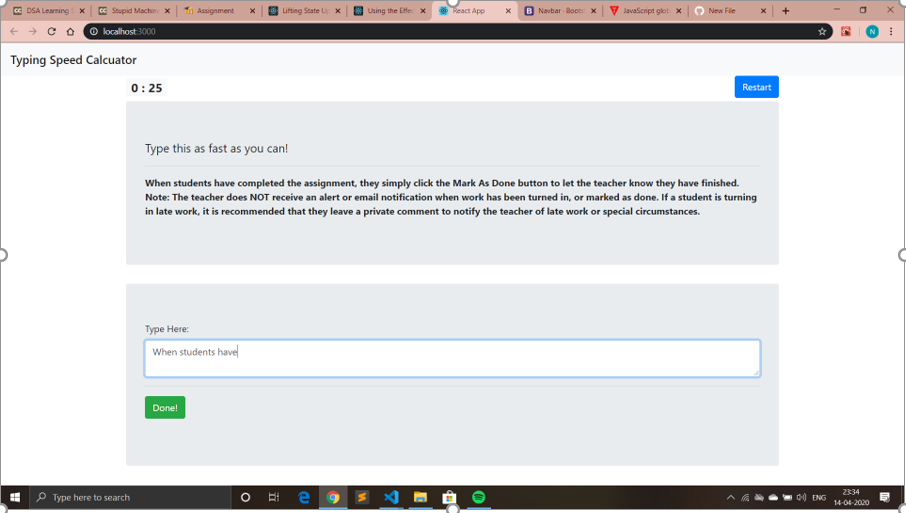 DSA Learning
Stupid Machin
Assignment
Lifting State Up
Using the Effec
React App
Navbar - Boots
JavaScript glob
New File
localhost:3000
N
Typing Speed Calcuator
0 : 25
Restart
Type this as fast as you can!
When students have completed the assignment, they simply click the Mark As Done button to let the teacher know they have finished.
Note: The teacher does NOT receive an alert or email notification when work has been turned in, or marked as done. If a student is turning
in late work, it is recommended that they leave a private comment to notify the teacher of late work or special circumstances.
Type Here:
When students have
Done!
Type here to search
ENG
23:34
14-04-2020